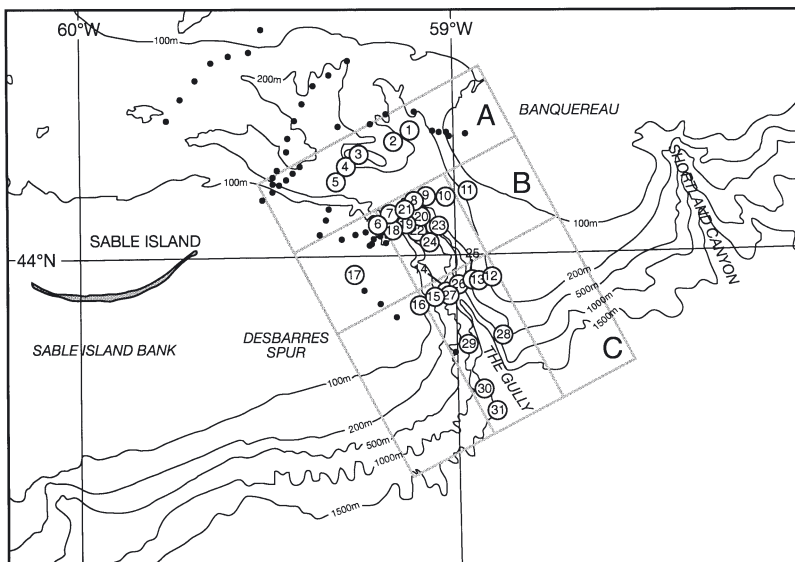 60°W
59°W
100m
200m
A
BANQUEREAU
1
2
3
4
5
B
SHORTLAND CANYON
100m
9
10
11
8
7
21
20
6
18
19
22
23
24
100m
SABLE ISLAND
44°N
25
17
14
26
13
12
200m
500m
1000m
1500m
16
15
27
DESBARRES
SPUR
SABLE ISLAND BANK
28
29
THE GULLY
C
100m
30
31
200m
500m
1000m
1500m